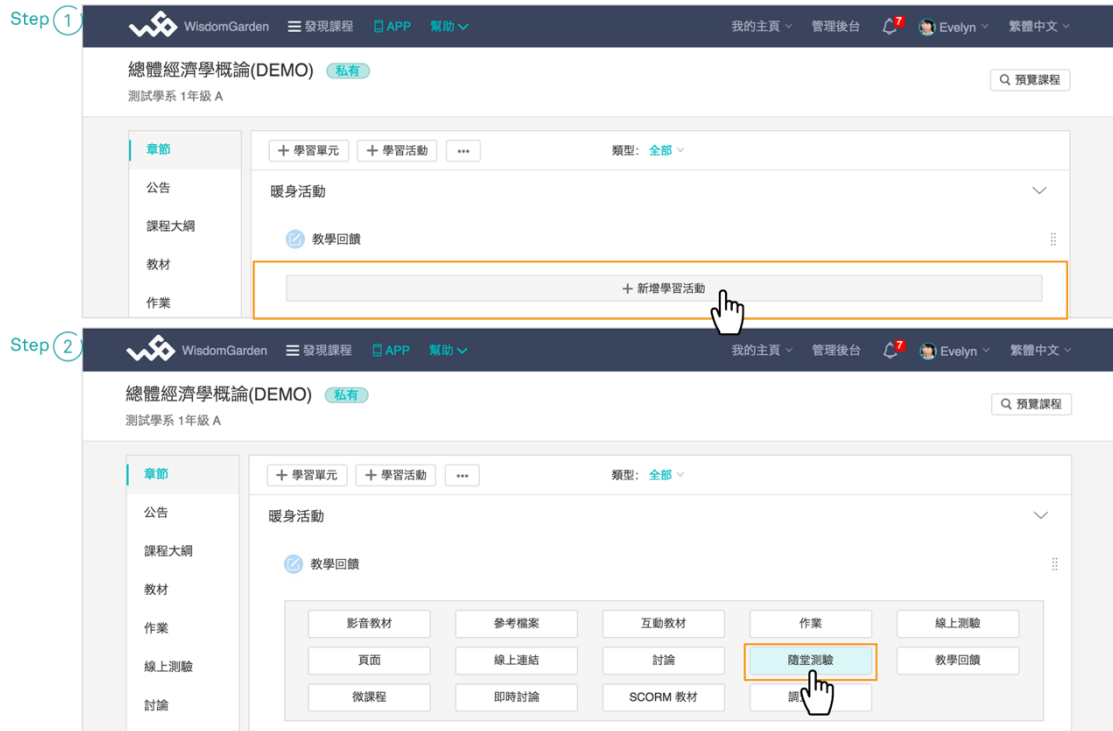 Step 1
WisdomGarden 發現課程 APP 幫助 我的主頁 管理後台 7 Evelyn 繁體中文
總體經濟學概論(DEMO) 私有
測試學系 1年級 A
預覽課程
章節
公告
課程大綱
教材
作業
+ 學習單元 + 學習活動 ••• 類型: 全部
暖身活動
教學回饋
+ 新增學習活動
Step 2
WisdomGarden 發現課程 APP 幫助 我的主頁 管理後台 7 Evelyn 繁體中文
總體經濟學概論(DEMO) 私有
測試學系 1年級 A
預覽課程
章節
公告
課程大綱
教材
作業
線上測驗
討論
+ 學習單元 + 學習活動 ••• 類型: 全部
暖身活動
教學回饋
影音教材 參考檔案 互動教材 作業 線上測驗
頁面 線上連結 討論 隨堂測驗 教學回饋
微課程 即時討論 SCORM 教材 調